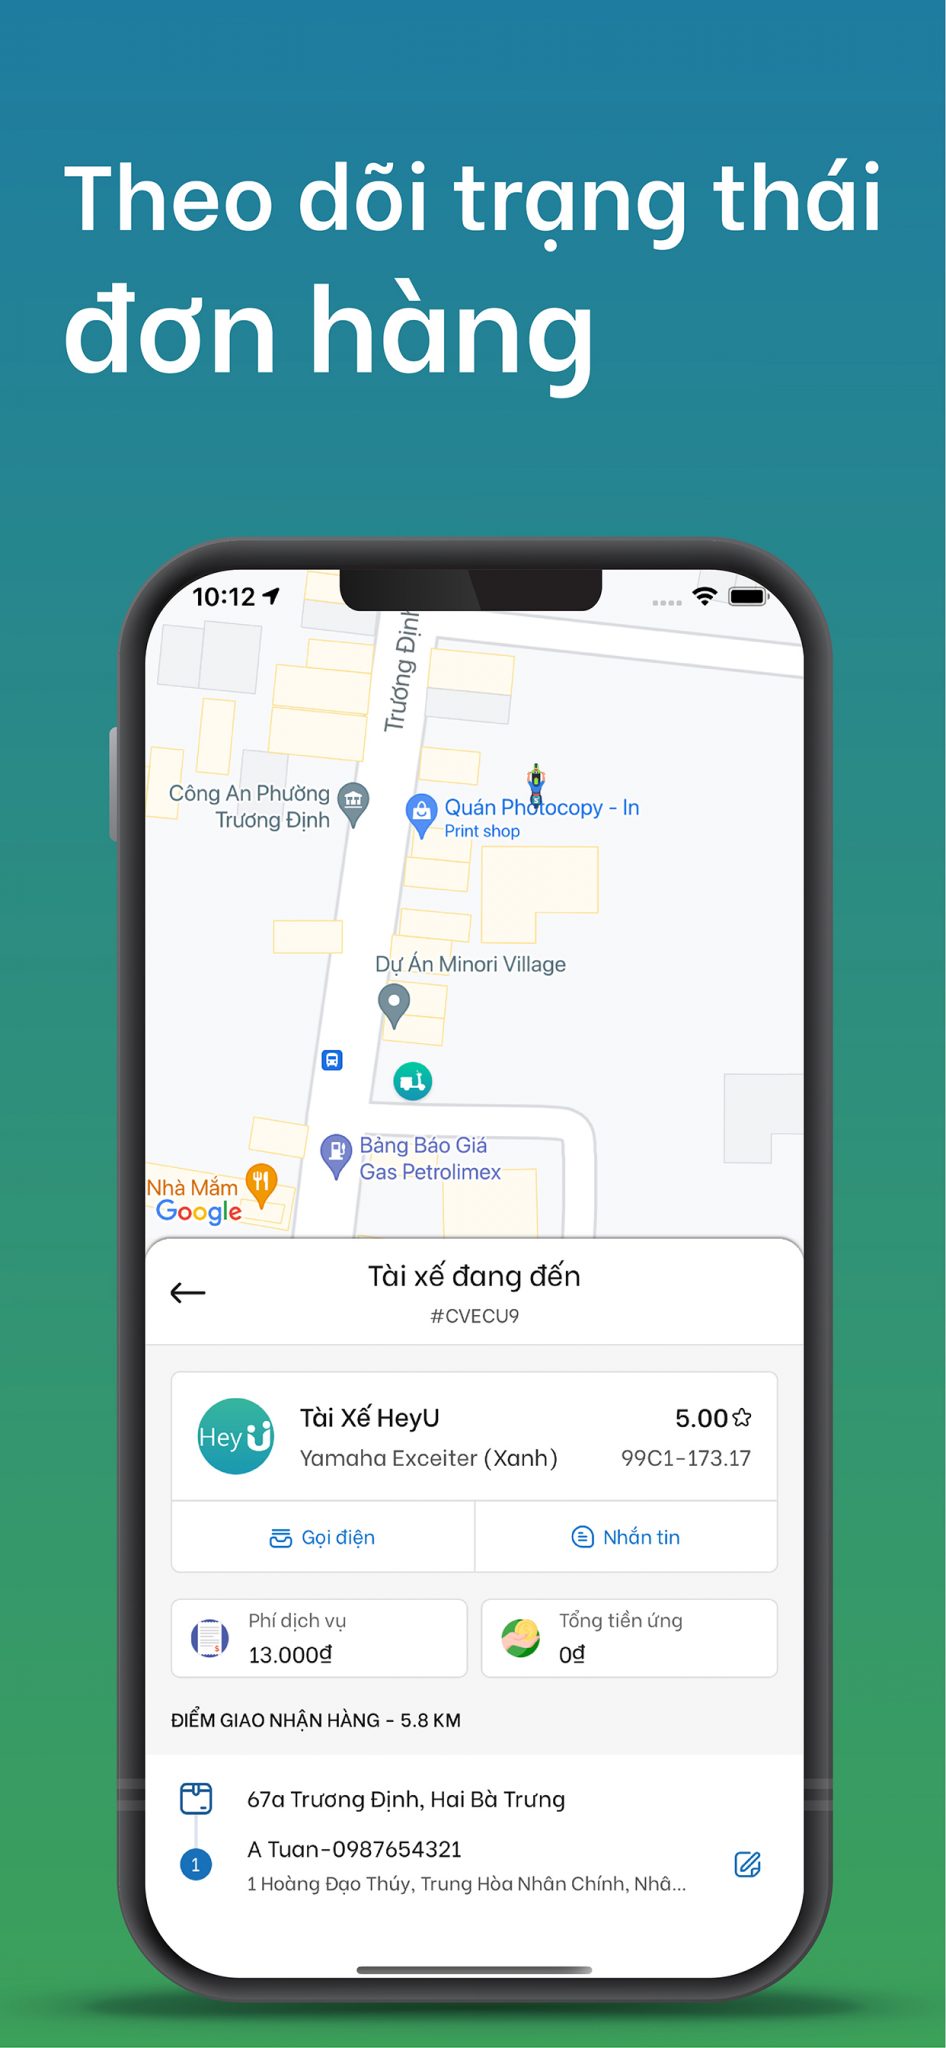 Theo dõi trạng thái
đơn hàng
10:12
Trương Định
Công An Phường
Trương Định
Quán Photocopy - In
Print shop
Dự Án Minori Village
Bảng Báo Giá
Gas Petrolimex
Nhà Mắm
Google
Tài xế đang đến
#CVECU9
HeyU
Tài Xế HeyU
5.00
Yamaha Exceiter (Xanh)
99C1-173.17
Gọi điện
Nhắn tin
Phí dịch vụ
13.000₫
Tổng tiền ứng
0₫
ĐIỂM GIAO NHẬN HÀNG - 5.8 KM
67a Trương Định, Hai Bà Trưng
A Tuan-0987654321
1
1 Hoàng Đạo Thúy, Trung Hòa Nhân Chính, Nhâ...